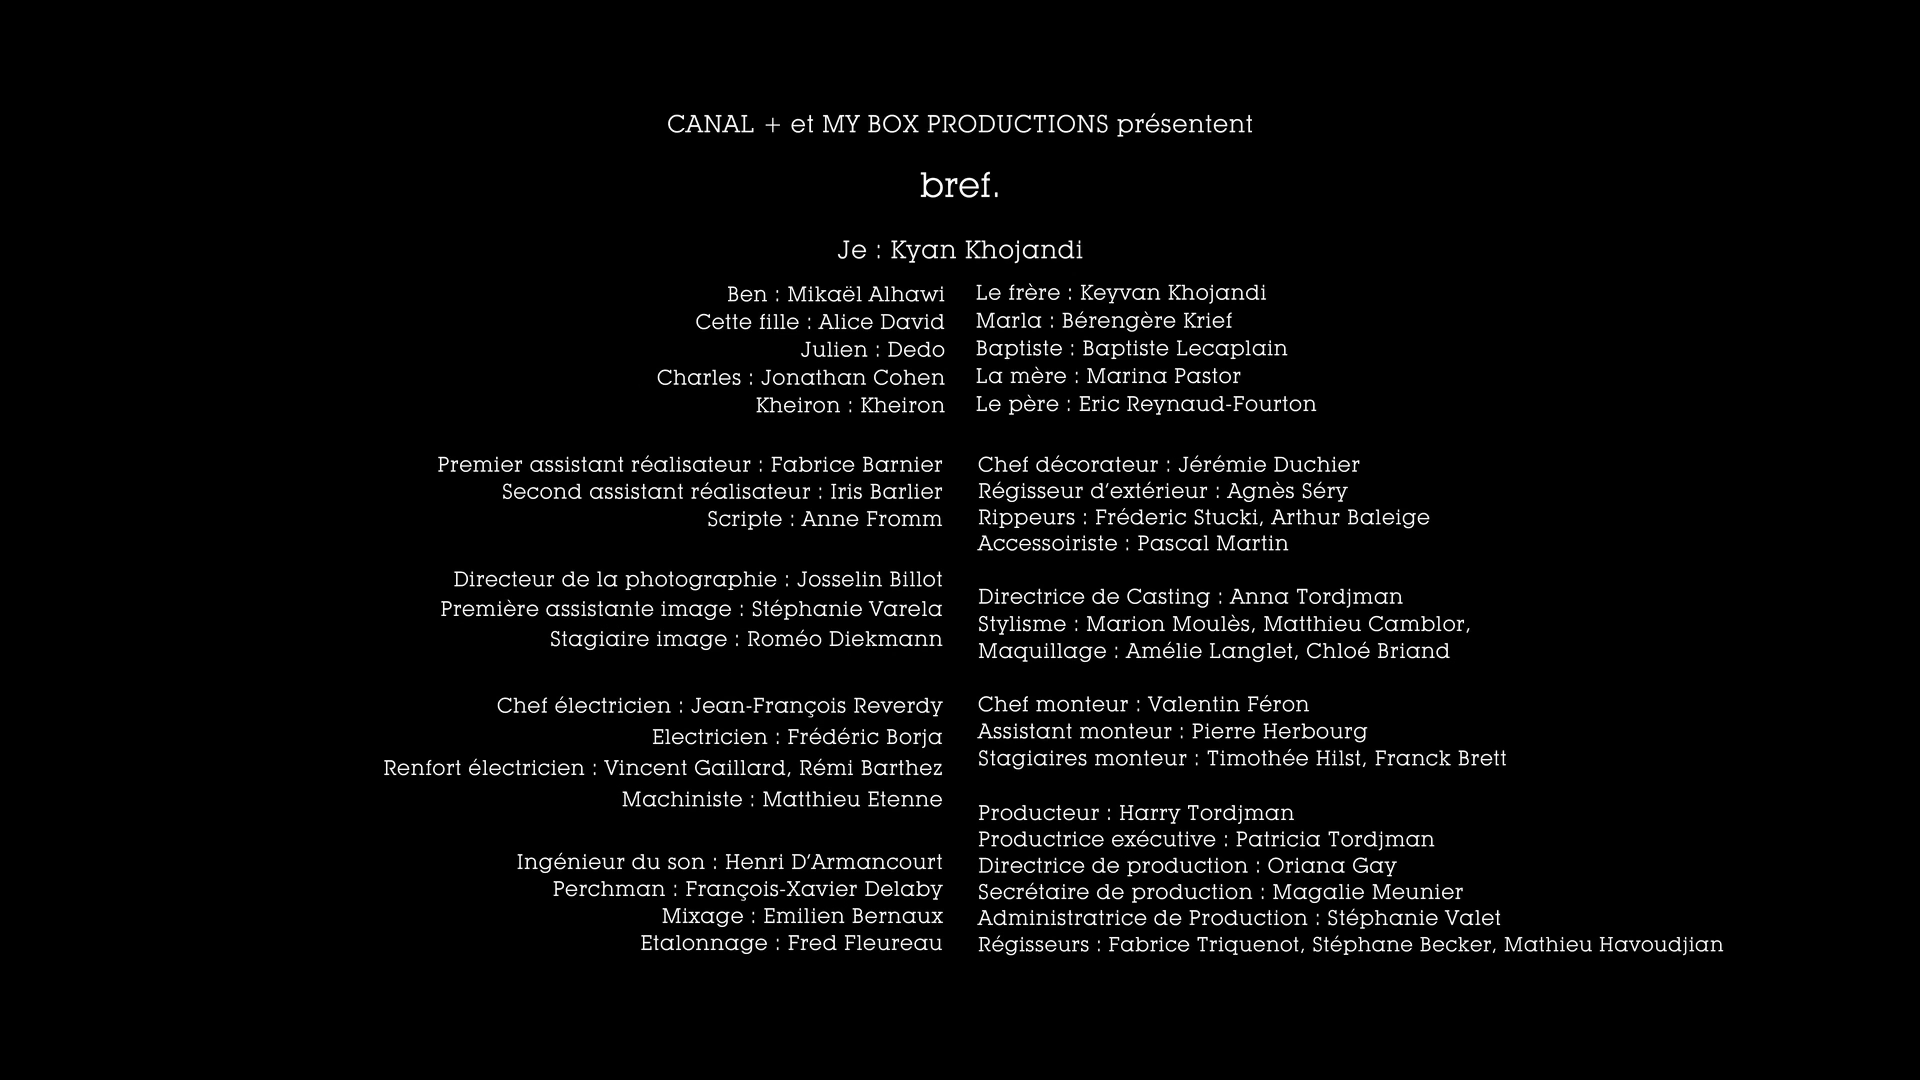 CANAL + et MY BOX PRODUCTIONS présentent
bref.
Je : Kyan Khojandi
Ben : Mikaël Alhawi
Cette fille : Alice David
Julien : Dedo
Charles : Jonathan Cohen
Kheiron : Kheiron
Le frère : Keyvan Khojandi
Marla : Bérengère Krief
Baptiste : Baptiste Lecaplain
La mère : Marina Pastor
Le père : Eric Reynaud-Fourton
Premier assistant réalisateur : Fabrice Barnier
Second assistant réalisateur : Iris Barlier
Scripte : Anne Fromm
Directeur de la photographie : Josselin Billot
Première assistante image : Stéphanie Varela
Stagiaire image : Roméo Diekmann
Chef électricien : Jean-François Reverdy
Electricien : Frédéric Borja
Renfort électricien : Vincent Gaillard, Rémi Barthez
Machiniste : Matthieu Etenne
Ingénieur du son : Henri D'Armancourt
Perchman : François-Xavier Delaby
Mixage : Emilien Bernaux
Etalonnage : Fred Fleureau
Chef décorateur : Jérémie Duchier
Régisseur d'extérieur : Agnès Séry
Rippeurs : Fréderic Stucki, Arthur Baleige
Accessoiriste : Pascal Martin
Directrice de Casting : Anna Tordjman
Stylisme : Marion Moulès, Matthieu Camblor,
Maquillage : Amélie Langlet, Chloé Briand
Chef monteur : Valentin Féron
Assistant monteur : Pierre Herbourg
Stagiaires monteur : Timothée Hilst, Franck Brett
Producteur : Harry Tordjman
Productrice exécutive : Patricia Tordjman
Directrice de production : Oriana Gay
Secrétaire de production : Magalie Meunier
Administratrice de Production : Stéphanie Valet
Régisseurs : Fabrice Triquenot, Stéphane Becker, Mathieu Havoudjian